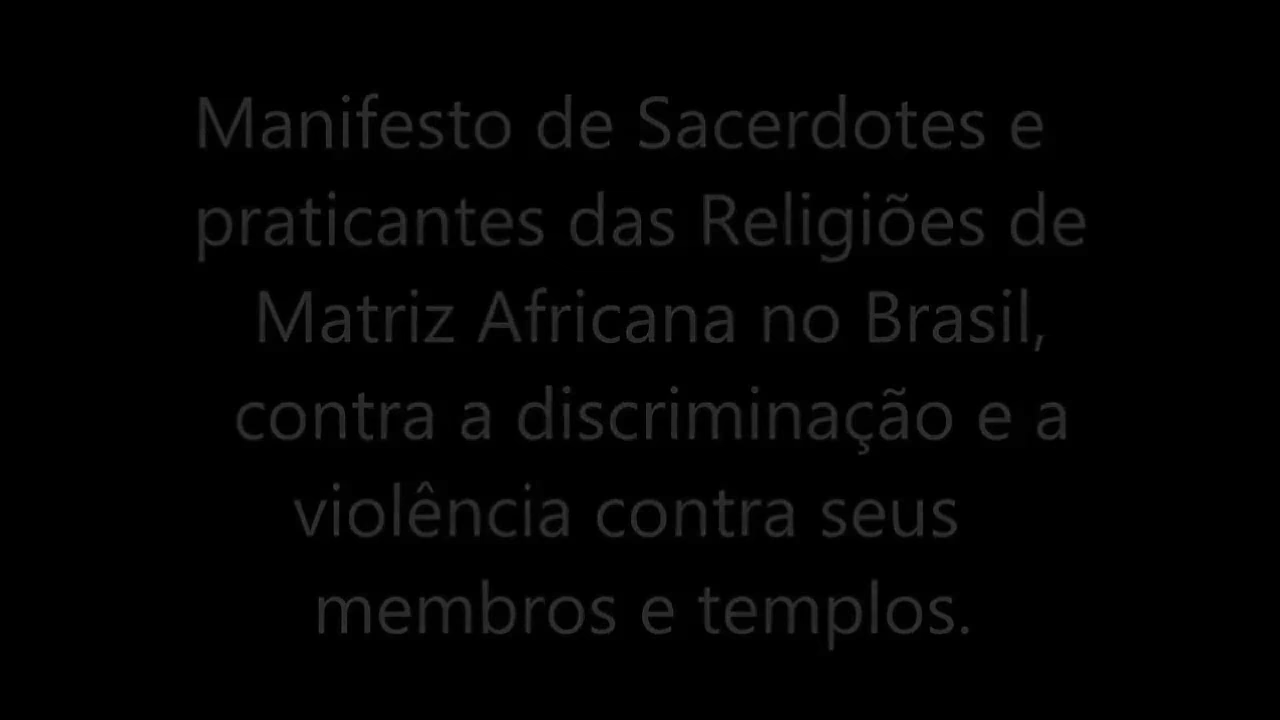 Manifesto de Sacerdotes e
praticantes das Religiões de
Matriz Africana no Brasil,
contra a discriminação e a
violência contra seus
membros e templos.